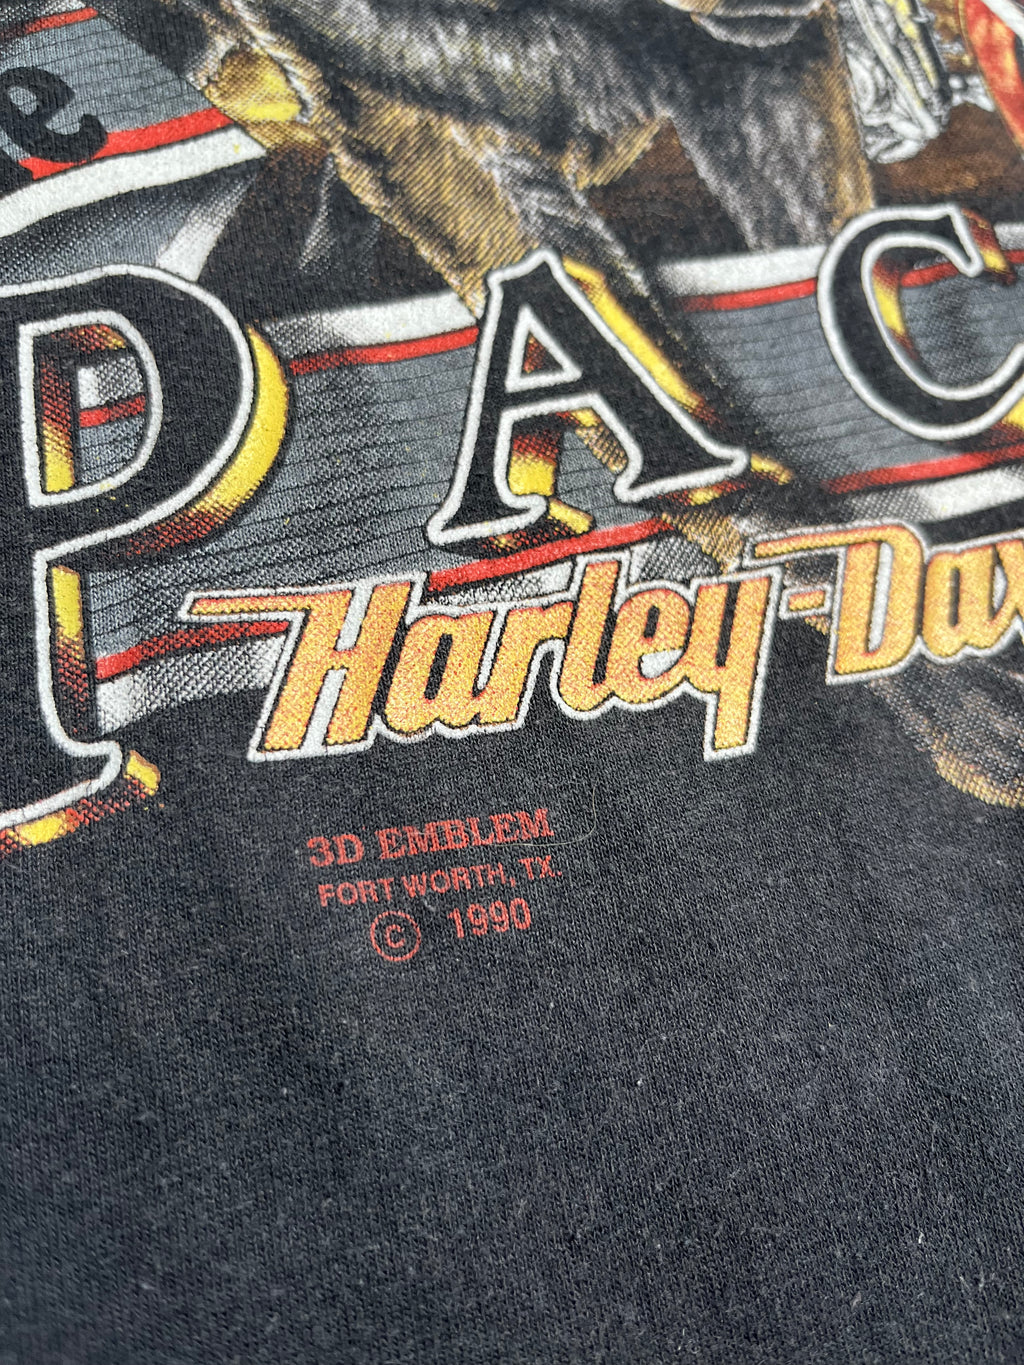 e
PAC
Harley-Dav
3D EMBLEM
FORT WORTH, TX.
© 1990